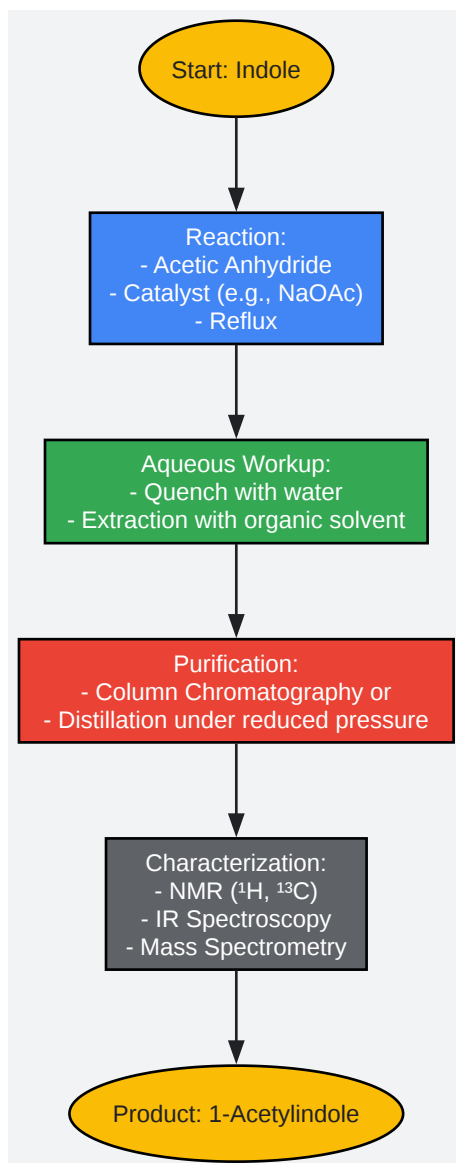 Start: Indole
Reaction:
- Acetic Anhydride
- Catalyst (e.g., NaOAc)
- Reflux
Aqueous Workup:
- Quench with water
- Extraction with organic solvent
Purification:
- Column Chromatography or
- Distillation under reduced pressure
Characterization:
- NMR (¹H, ¹³C)
- IR Spectroscopy
- Mass Spectrometry
Product: 1-Acetylindole